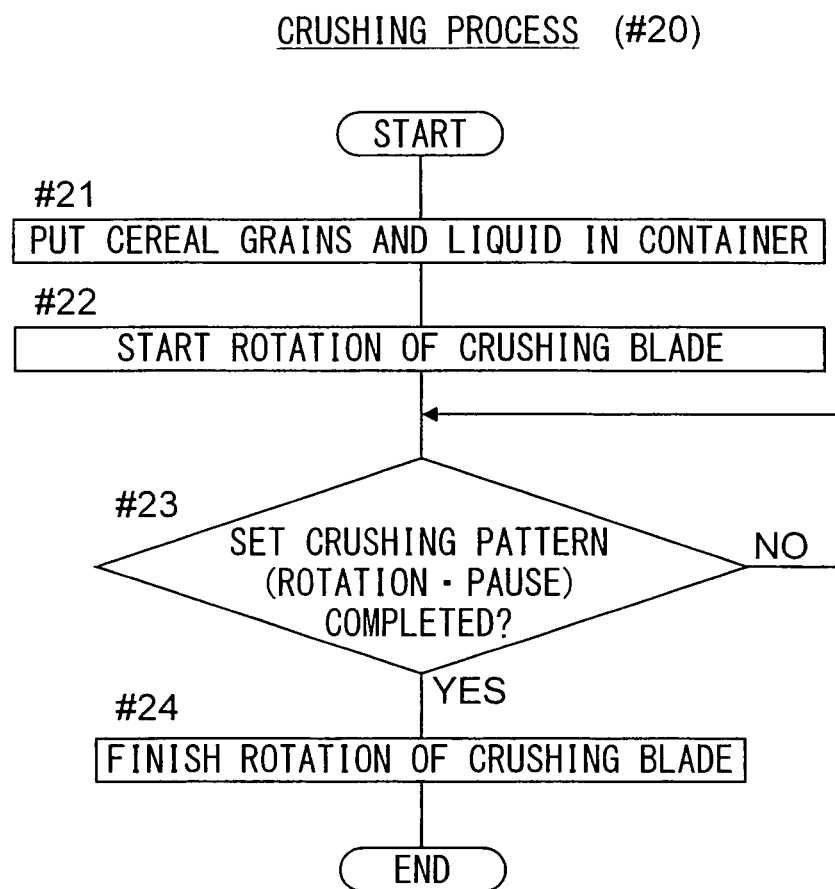 CRUSHING PROCESS (#20)
START
#21
PUT CEREAL GRAINS AND LIQUID IN CONTAINER
#22
START ROTATION OF CRUSHING BLADE
#23
SET CRUSHING PATTERN
(ROTATION・PAUSE)
COMPLETED?
NO
YES
#24
FINISH ROTATION OF CRUSHING BLADE
END